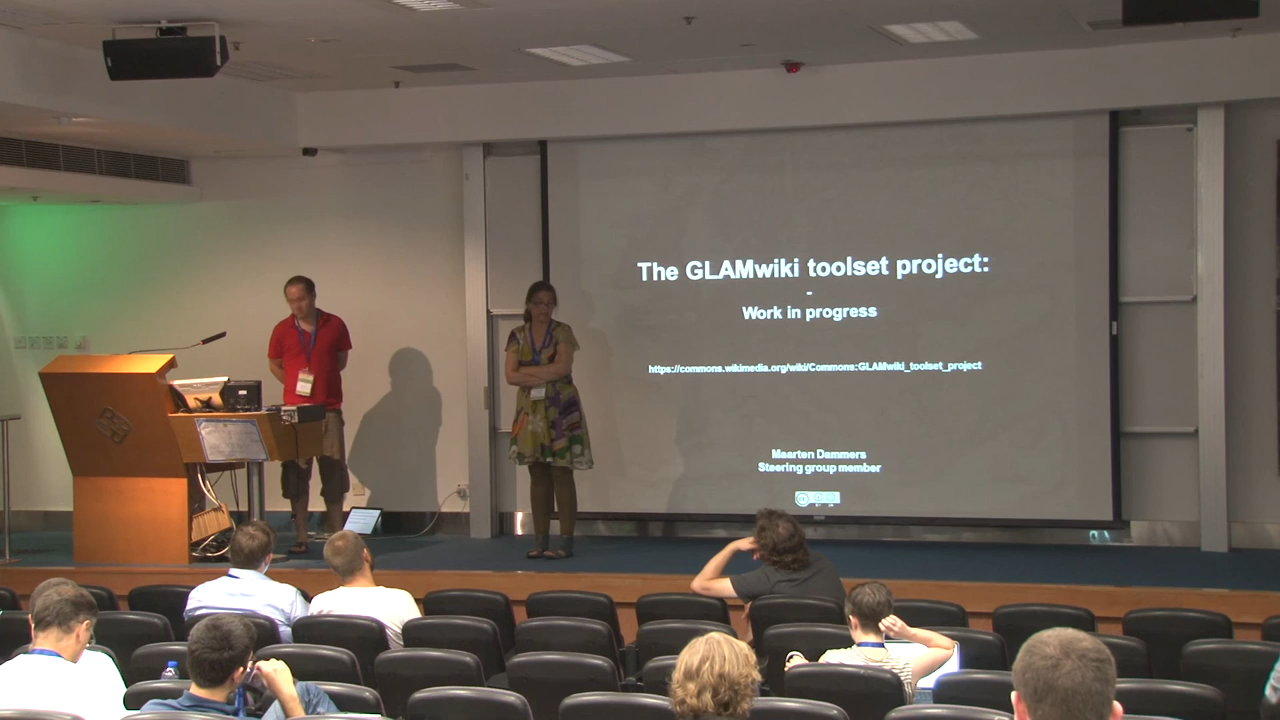 The GLAMwiki toolset project:
-
Work in progress
https://commons.wikimedia.org/wiki/Commons:GLAMwiki_toolset_project
Maarten Dammers
Steering group member